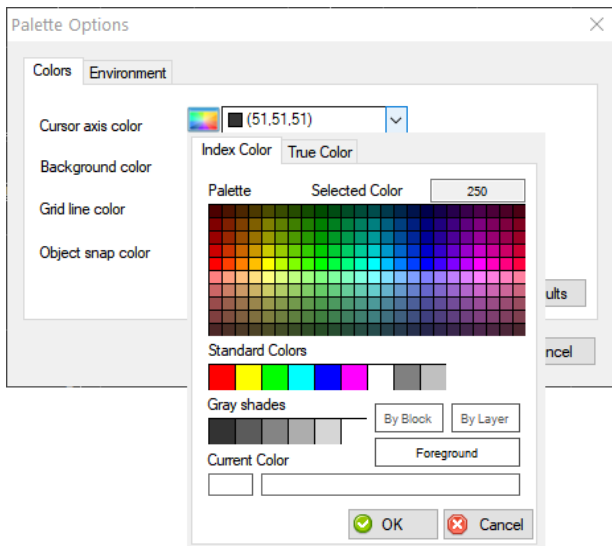 Palette Options
Colors Environment
Cursor axis color (51,51,51)
Index Color True Color
Background color
Palette Selected Color 250
Grid line color
Object snap color
ults
Standard Colors
ncel
Gray shades
By Block By Layer
Foreground
Current Color
OK Cancel